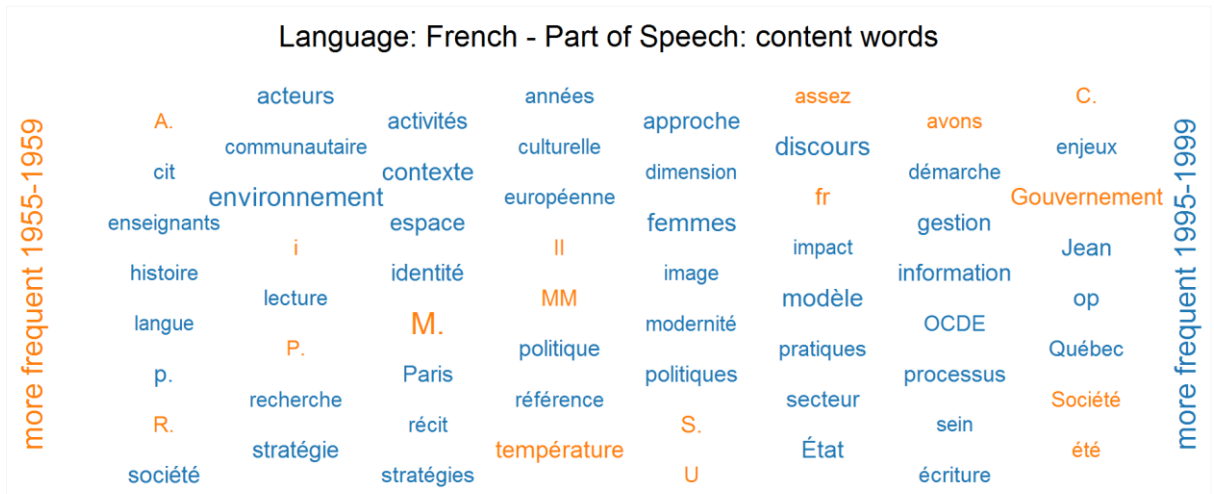 Language: French - Part of Speech: content words
more frequent 1955-1959
acteurs années assez C.
A. activités approche avons
communautaire culturelle discours enjeux
cit contexte dimension démarche
environnement européenne fr Gouvernement
enseignants espace femmes gestion
i II impact Jean
histoire identité image information
lecture MM modèle op
langue M. modernité OCDE
P. politique pratiques Québec
p. Paris politiques processus
recherche référence secteur Société
R. récit S. sein
stratégie température État été
société stratégies U écriture
more frequent 1995-1999